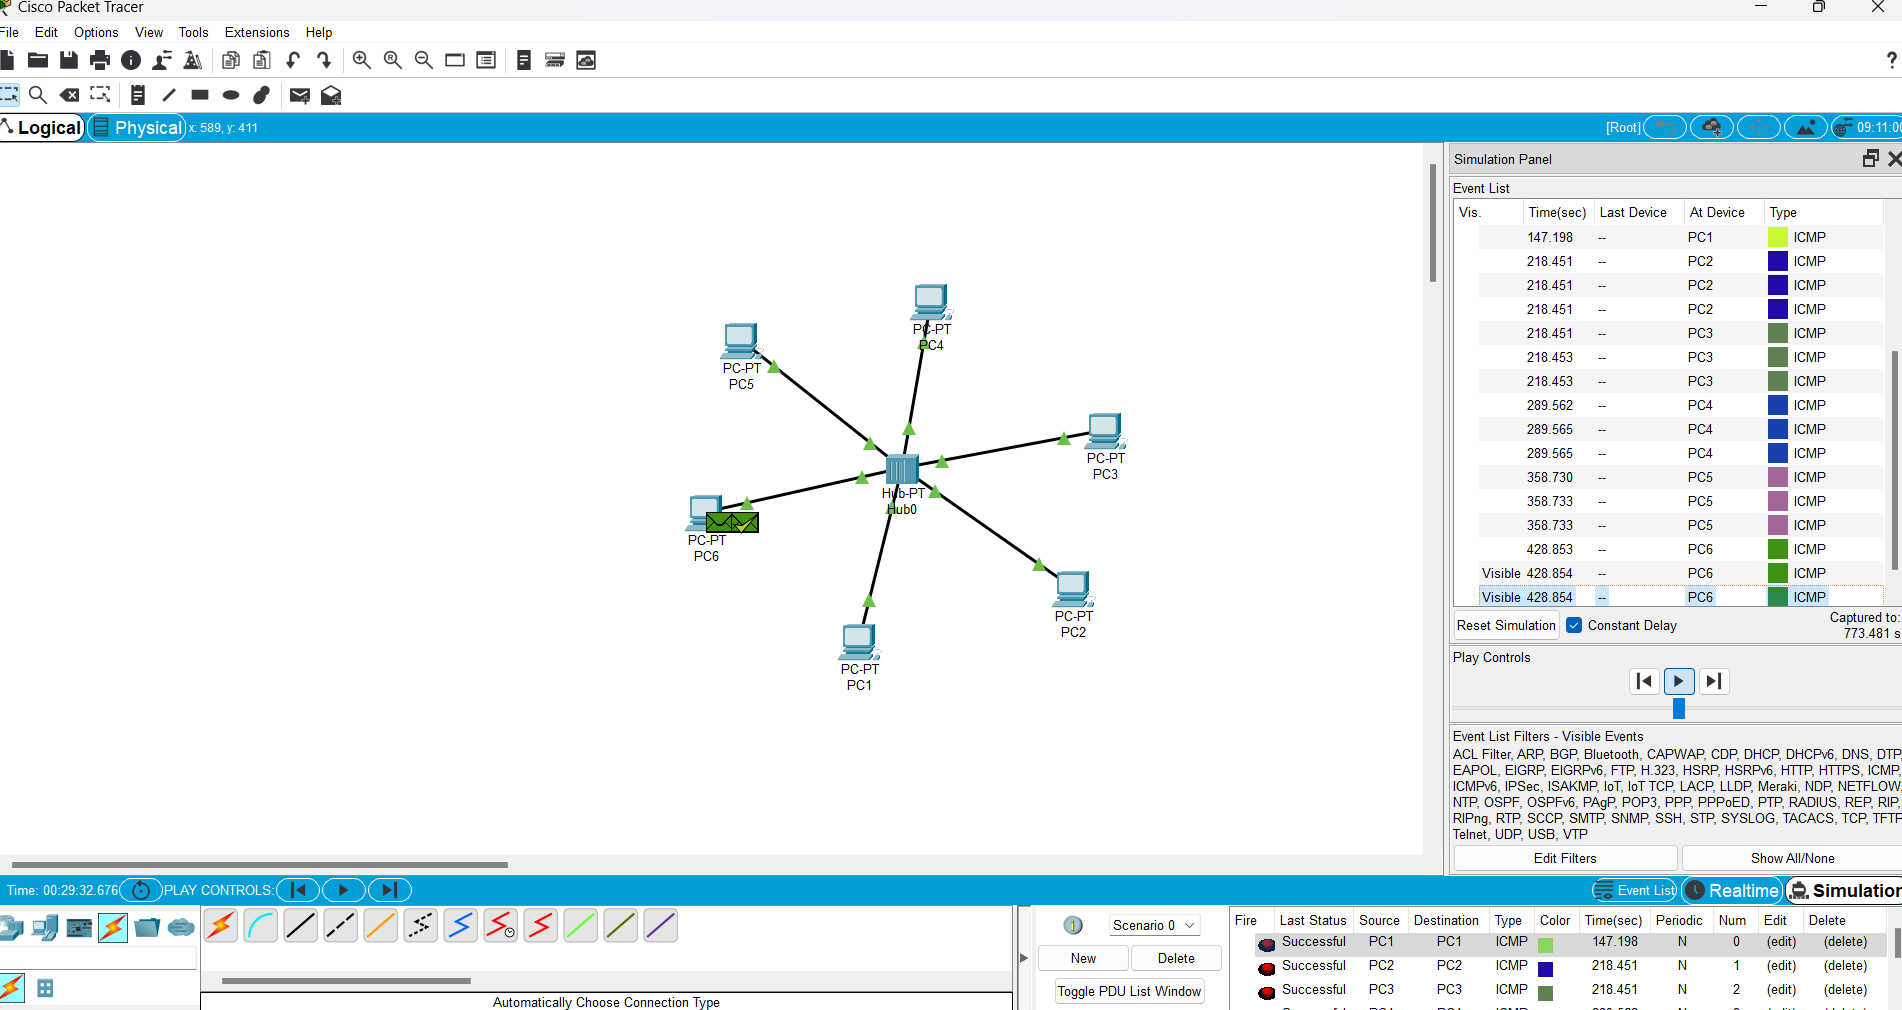 Cisco Packet Tracer
File Edit Options View Tools Extensions Help
?
Logical Physical x: 589, y: 411 [Root] 09:11:00
Simulation Panel
Event List
Vis. Time(sec) Last Device At Device Type
147.198 -- PC1 ICMP
218.451 -- PC2 ICMP
218.451 -- PC2 ICMP
218.451 -- PC2 ICMP
218.451 -- PC3 ICMP
218.453 -- PC3 ICMP
218.453 -- PC3 ICMP
289.562 -- PC4 ICMP
289.565 -- PC4 ICMP
289.565 -- PC4 ICMP
358.730 -- PC5 ICMP
358.733 -- PC5 ICMP
358.733 -- PC5 ICMP
428.853 -- PC6 ICMP
Visible 428.854 -- PC6 ICMP
Visible 428.854 -- PC6 ICMP
Reset Simulation Constant Delay Captured to:
773.481 s
Play Controls
Event List Filters - Visible Events
ACL Filter, ARP, BGP, Bluetooth, CAPWAP, CDP, DHCP, DHCPv6, DNS, DTP,
EAPOL, EIGRP, EIGRPv6, FTP, H.323, HSRP, HSRPv6, HTTP, HTTPS, ICMP,
ICMPv6, IPSec, ISAKMP, IoT, IoT TCP, LACP, LLDP, Meraki, NDP, NETFLOW,
NTP, OSPF, OSPFv6, PAgP, POP3, PPP, PPPoED, PTP, RADIUS, REP, RIP,
RIPng, RTP, SCCP, SMTP, SNMP, SSH, STP, SYSLOG, TACACS, TCP, TFTP
Telnet, UDP, USB, VTP
Edit Filters Show All/None
PC-PT
PC4
PC-PT
PC5
PC-PT
PC3
Hub-PT
Hub0
PC-PT
PC6
PC-PT
PC2
PC-PT
PC1
Time: 00:29:32.676 PLAY CONTROLS: Event List Realtime Simulation
Scenario 0
New Delete
Toggle PDU List Window
Automatically Choose Connection Type
Fire Last Status Source Destination Type Color Time(sec) Periodic Num Edit Delete
Successful PC1 PC1 ICMP 147.198 N 0 (edit) (delete)
Successful PC2 PC2 ICMP 218.451 N 1 (edit) (delete)
Successful PC3 PC3 ICMP 218.451 N 2 (edit) (delete)